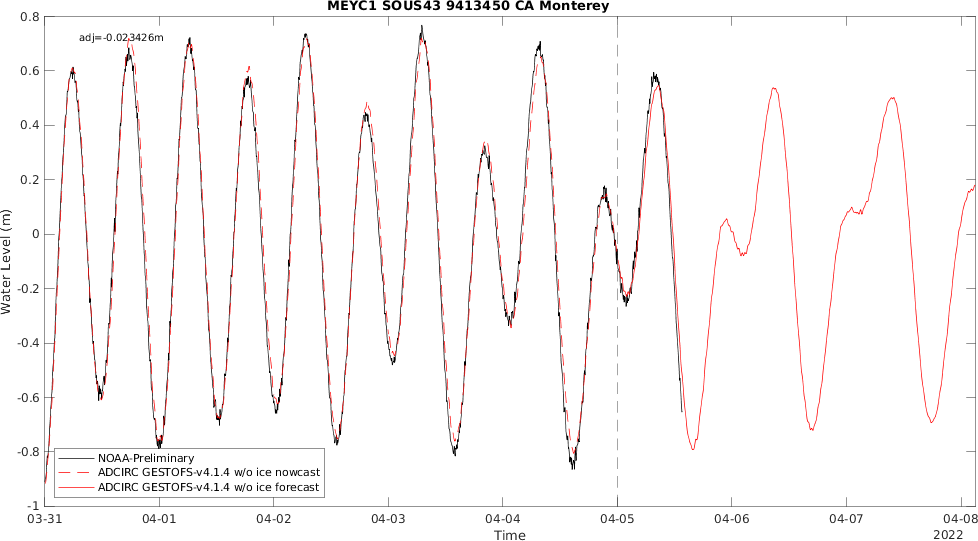 MEYC1 SOUS43 9413450 CA Monterey
adj=-0.023426m
0.8
0.6
0.4
0.2
0
-0.2
-0.4
-0.6
-0.8
-1
Water Level (m)
NOAA-Preliminary
ADCIRC GESTOFS-v4.1.4 w/o ice nowcast
ADCIRC GESTOFS-v4.1.4 w/o ice forecast
03-31 04-01 04-02 04-03 04-04 04-05 04-06 04-07 04-08
Time
2022